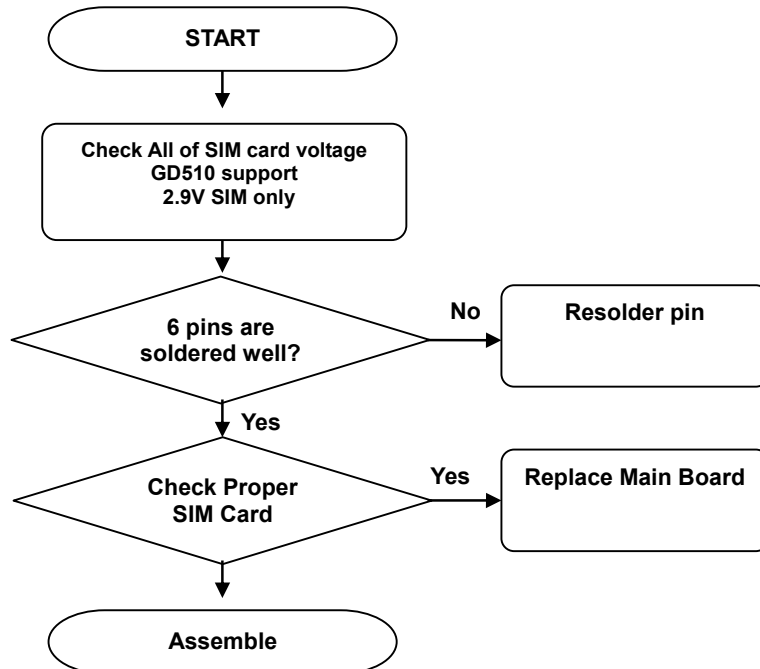 START
Check All of SIM card voltage
GD510 support
2.9V SIM only
6 pins are
soldered well?
No
Resolder pin
Yes
Check Proper
SIM Card
Yes
Replace Main Board
Assemble